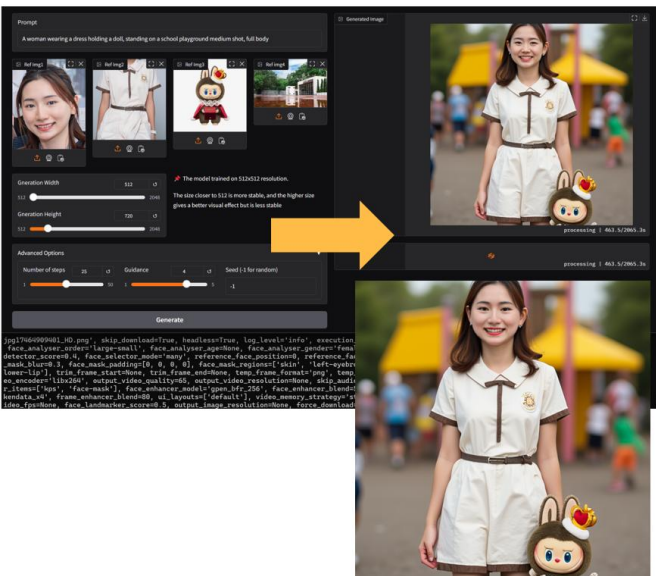 Prompt
A woman wearing a dress holding a doll, standing on a school playground medium shot, full body
Ref Img1
Ref Img2
Ref Img3
Ref Img4
Gneration Width
512
512
2048
Gneration Height
720
512
2048
📌 The model trained on 512x512 resolution.
The size closer to 512 is more stable, and the higher size
gives a better visual effect but is less stable
Advanced Options
Number of steps
25
1
50
Guidance
4
1
5
Seed (-1 for random)
-1
Generate
Generated Image
processing | 463.5/2065.3s
processing | 463.5/2065.3s
jpg17464909401_HD.png', skip_download=True, headless=True, log_level='info', execution_
face_analyser_order='large-small', face_analyser_age=None, face_analyser_gender='fema
detector_score=0.4, face_selector_mode='many', reference_face_position=0, reference_fac
_mask_blur=0.3, face_mask_padding=[0, 0, 0, 0], face_mask_regions=['skin', 'left-eyebr
lower-lip'], trim_frame_start=None, trim_frame_end=None, temp_frame_format='png', temp_
eo_encoder='libx264', output_video_quality=65, output_video_resolution=None, skip_audi
r_items=['kps', 'face-mask'], face_enhancer_model='gpen_bfr_256', face_enhancer_blend=
kendata_x4', frame_enhancer_blend=80, ui_layouts=['default'], video_memory_strategy='s
ideo_fps=None, face_landmarker_score=0.5, output_image_resolution=None, force_download